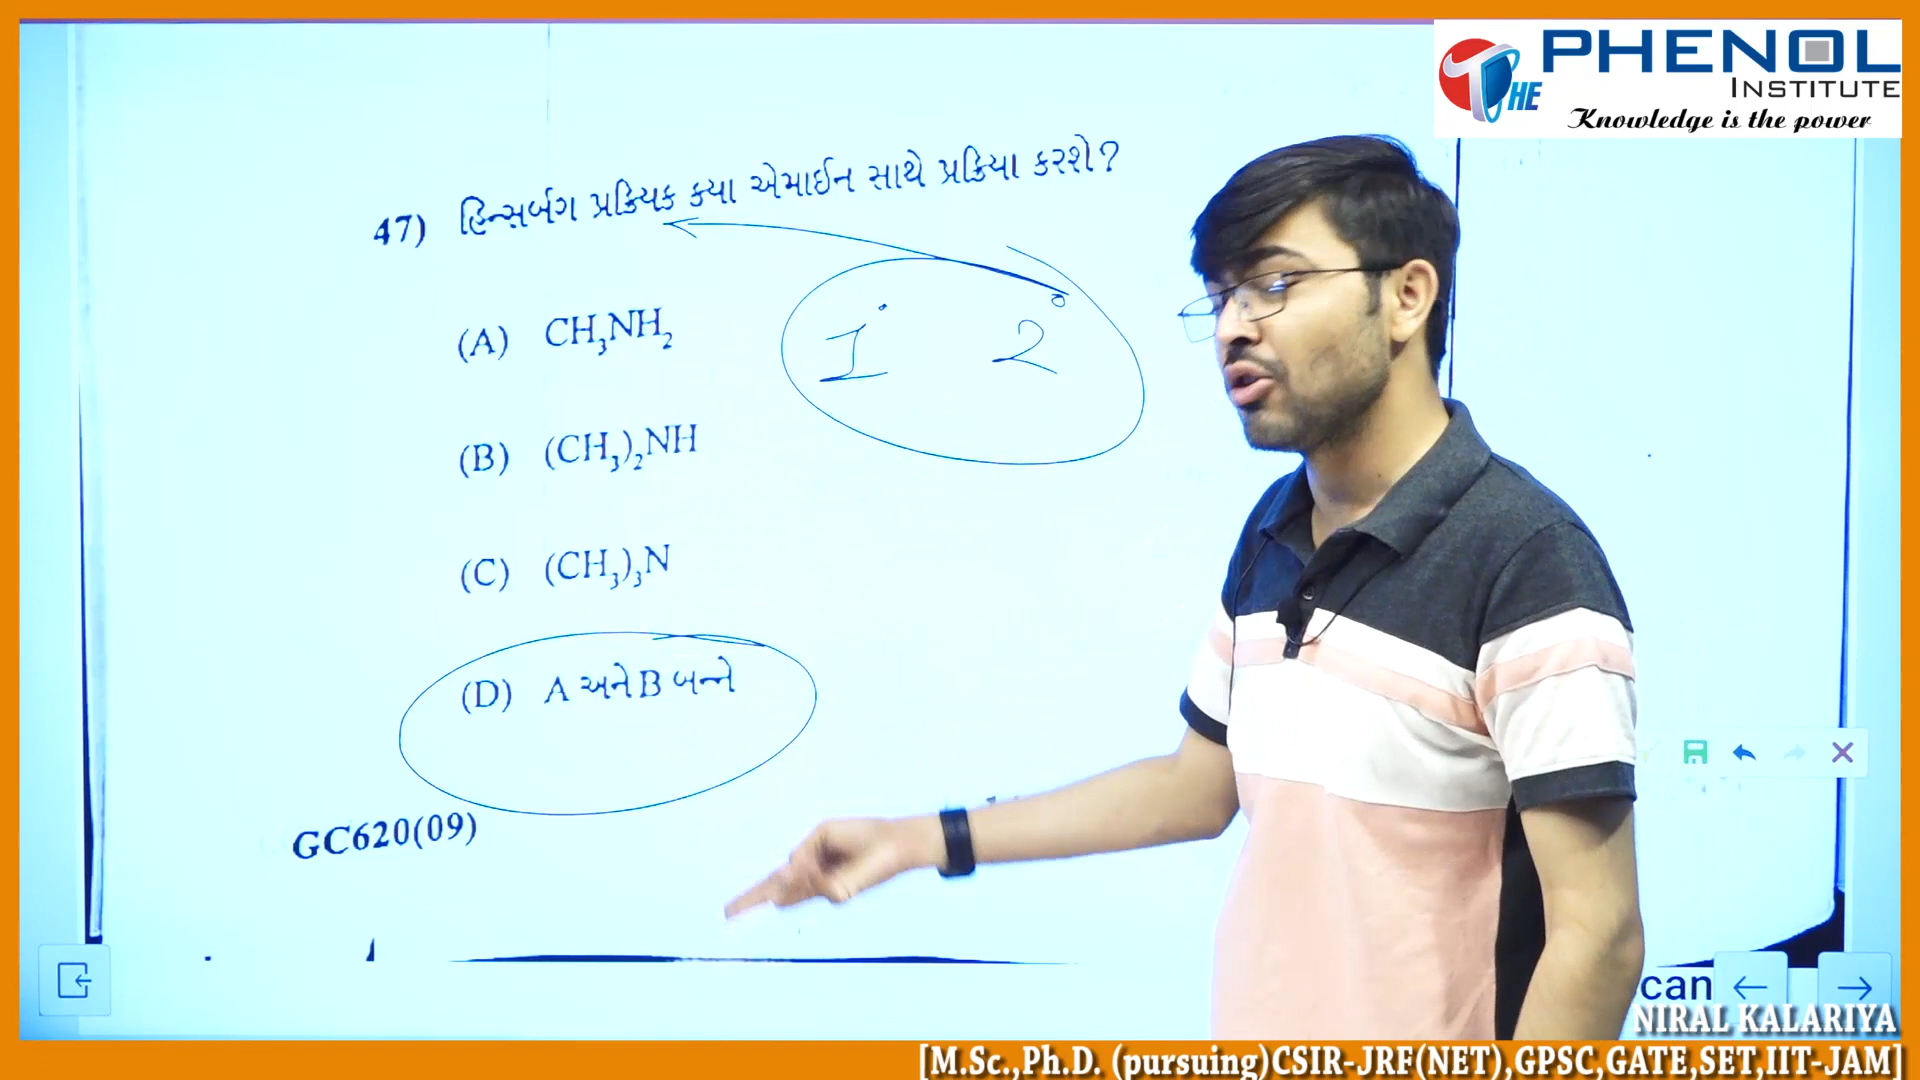 THE PHENOL
INSTITUTE
Knowledge is the power
47) હિન્સબર્ગ પ્રક્રિયક કયા એમાઈન સાથે પ્રક્રિયા કરશે?
1° 2°
(A) CH₃NH₂
(B) (CH₃)₂NH
(C) (CH₃)₃N
(D) A અને B બન્ને
GC620(09)
can
NIRAL KALARIYA
[M.Sc.,Ph.D. (pursuing)CSIR-JRF(NET),GPSC,GATE,SET,IIT-JAM]